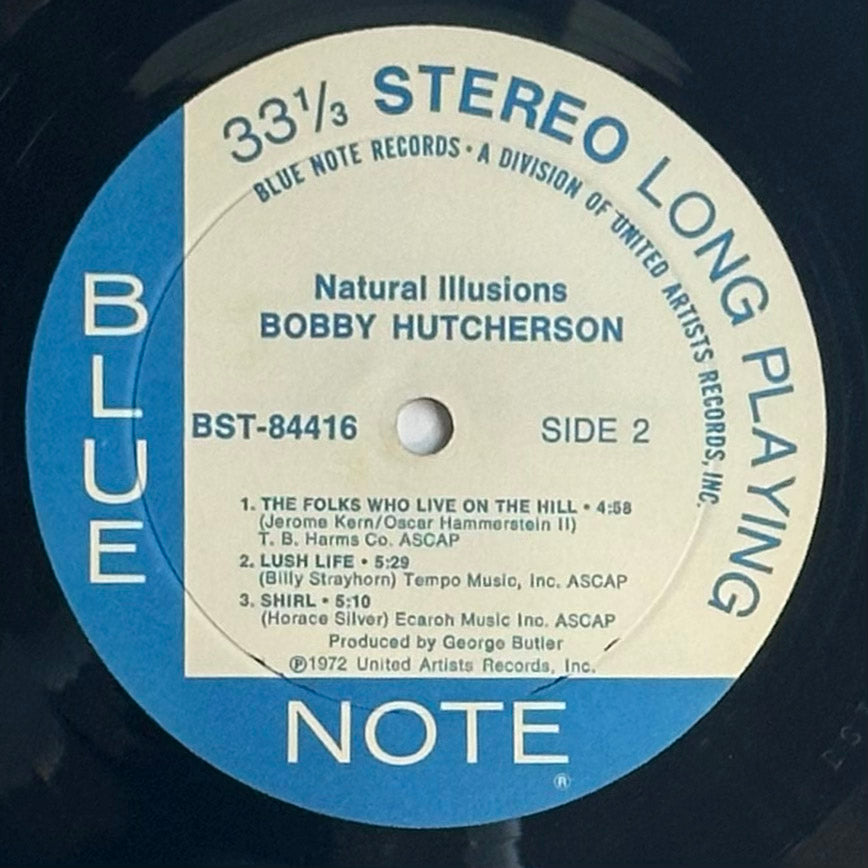 33⅓ STEREO LONG PLAYING
BLUE NOTE RECORDS • A DIVISION OF UNITED ARTISTS RECORDS, INC.
Natural Illusions
BOBBY HUTCHERSON
BST-84416
SIDE 2
1. THE FOLKS WHO LIVE ON THE HILL • 4:58
(Jerome Kern/Oscar Hammerstein II)
T. B. Harms Co. ASCAP
2. LUSH LIFE • 5:29
(Billy Strayhorn) Tempo Music, Inc. ASCAP
3. SHIRL • 5:10
(Horace Silver) Ecaroh Music Inc. ASCAP
Produced by George Butler
℗1972 United Artists Records, Inc.
BLUE
NOTE
®